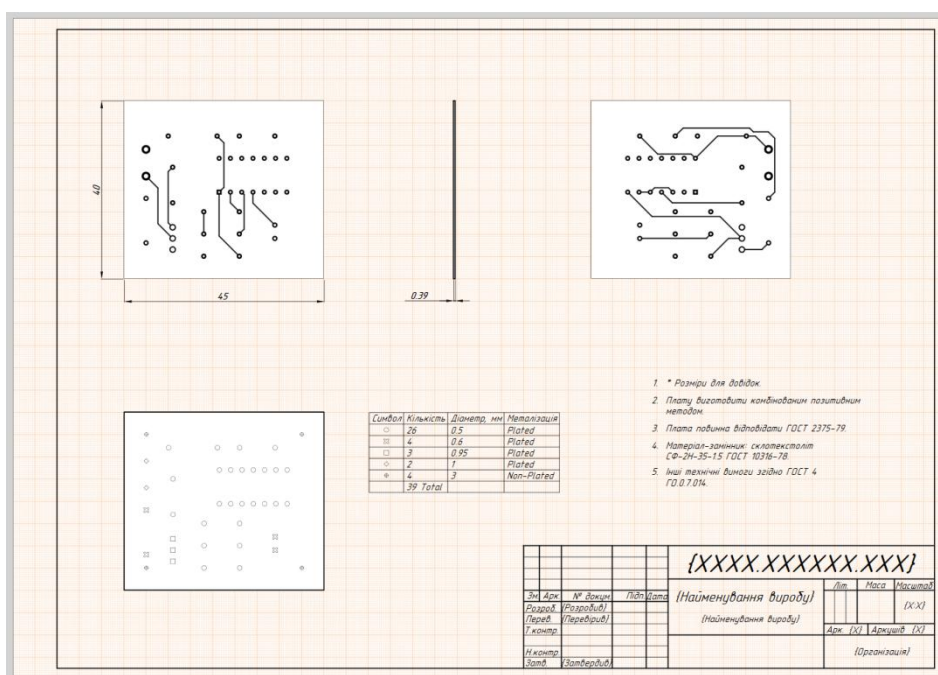 40
45
0.39
1. * Розміри для довідок.
2. Плату виготовити комбінованим позитивним
методом.
3. Плата повинна відповідати ГОСТ 2375-79.
4. Матеріал-замінник: склотекстоліт
СФ-2Н-35-1.5 ГОСТ 10316-78.
5. Інші технічні вимоги згідно ГОСТ 4
ГО.0.7.014.
Символ Кількість Діаметр, мм Металізація
26 0.5 Plated
4 0.6 Plated
3 0.95 Plated
2 1 Plated
4 3 Non-Plated
39 Total
{XXXX.XXXXXX.XXX}
Зм. Арк. № докум. Підп. Дата
Розроб. {Розробив}
Перев. {Перевірив}
Т.контр.
Н.контр.
Затв. {Затвердив}
{Найменування виробу}
{Найменування виробу}
Літ. Маса Масштаб
{X:X}
Арк. {X} Аркушів {X}
{Організація}